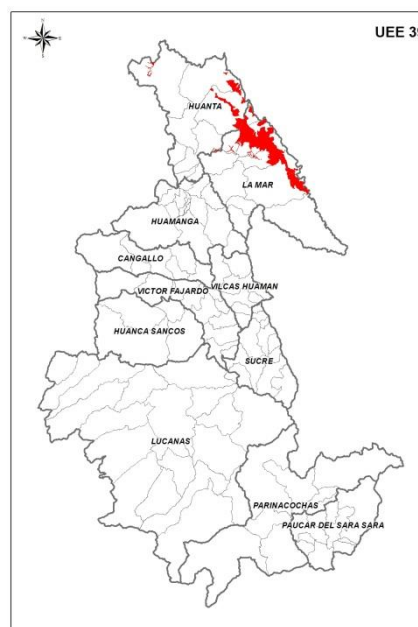 UEE 39
HUANTA
LA MAR
HUAMANGA
CANGALLO
VICTOR FAJARDO
VILCAS HUAMAN
HUANCA SANCOS
SUCRE
LUCANAS
PARINACOCHAS
PAUCAR DEL SARA SARA